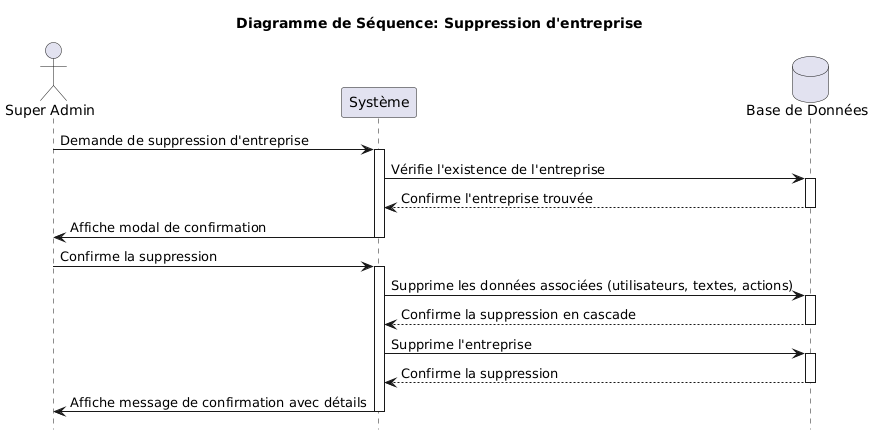 Diagramme de Séquence: Suppression d'entreprise
Super Admin
Système
Base de Données
Demande de suppression d'entreprise
Vérifie l'existence de l'entreprise
Confirme l'entreprise trouvée
Affiche modal de confirmation
Confirme la suppression
Supprime les données associées (utilisateurs, textes, actions)
Confirme la suppression en cascade
Supprime l'entreprise
Confirme la suppression
Affiche message de confirmation avec détails